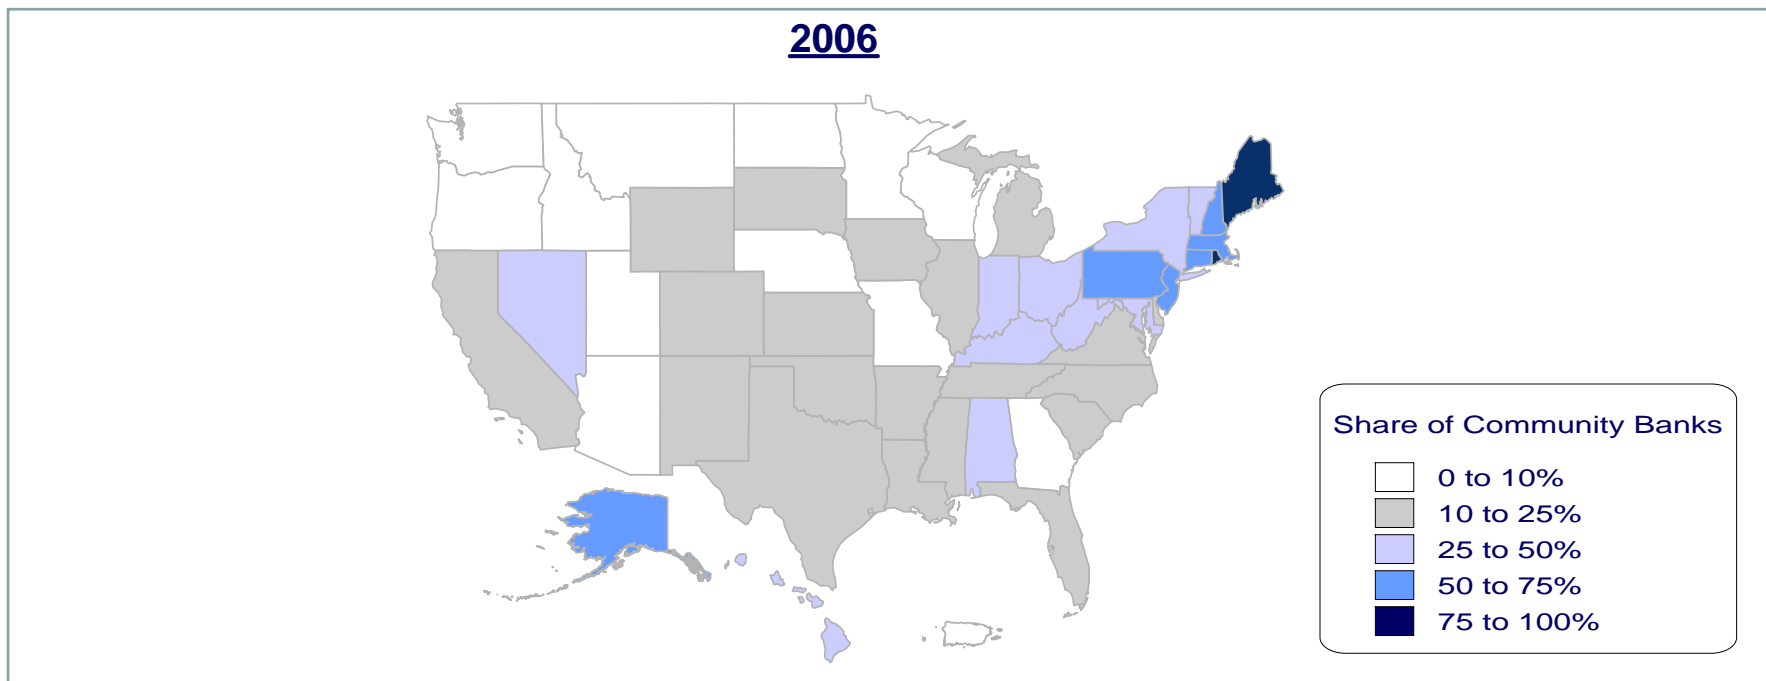 2006
Share of Community Banks
0 to 10%
10 to 25%
25 to 50%
50 to 75%
75 to 100%